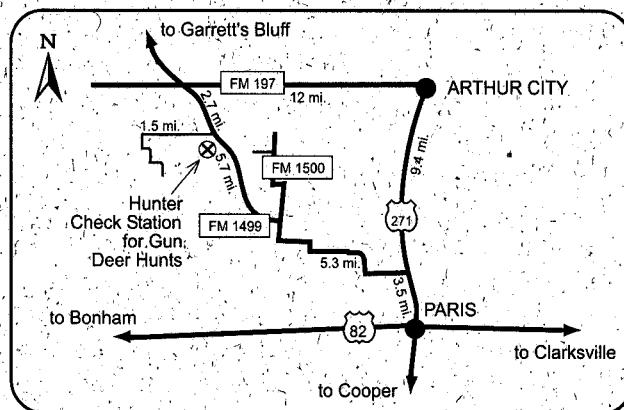 to Garrett's Bluff
N
FM 197
12 mi.
ARTHUR CITY
2.7 mi.
1.5 mi.
9.4 mi.
5.7 mi.
FM 1500
Hunter
Check Station
for Gun
Deer Hunts
FM 1499
271
5.3 mi.
3.5 mi.
PARIS
to Bonham
82
to Clarksville
to Cooper